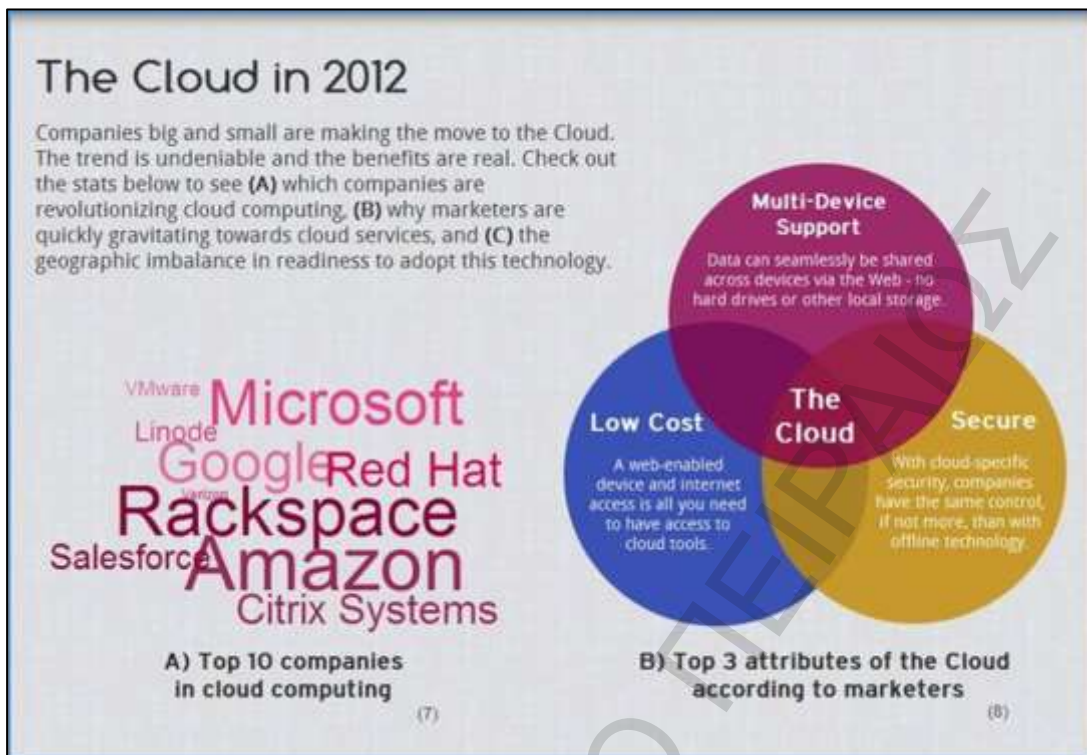 The Cloud in 2012
Companies big and small are making the move to the Cloud.
The trend is undeniable and the benefits are real. Check out
the stats below to see (A) which companies are
revolutionizing cloud computing, (B) why marketers are
quickly gravitating towards cloud services, and (C) the
geographic imbalance in readiness to adopt this technology.
VMware
Microsoft
Linode
Google
Red Hat
Verizon
Rackspace
Salesforce
Amazon
Citrix Systems
A) Top 10 companies
in cloud computing
(7)
Multi-Device
Support
Data can seamlessly be shared
across devices via the Web - no
hard drives or other local storage.
The
Cloud
Low Cost
A web-enabled
device and internet
access is all you need
to have access to
cloud tools.
Secure
With cloud-specific
security, companies
have the same control,
if not more, than with
offline technology.
B) Top 3 attributes of the Cloud
according to marketers
(8)
Ο ΠΕΙΡΑΙΩΣ